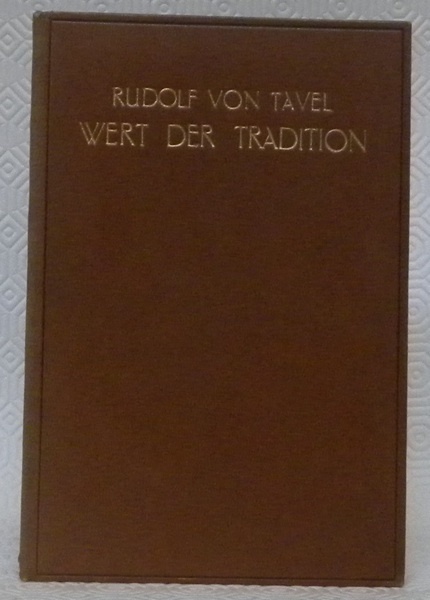 RUDOLF VON TAVEL
WERT DER TRADITION